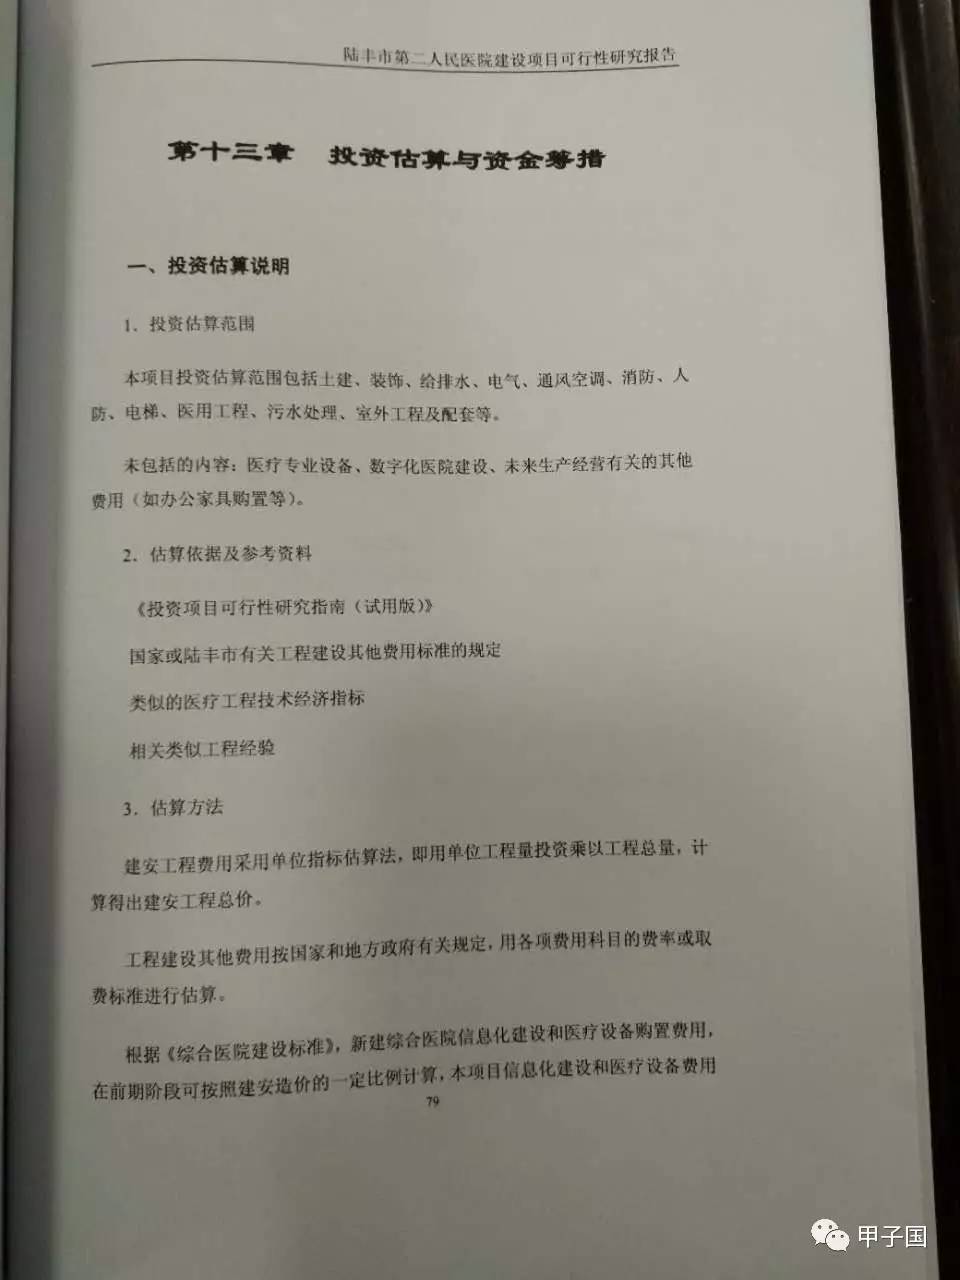 陆丰市第二人民医院建设项目可行性研究报告
第十三章 投资估算与资金筹措
一、投资估算说明
1．投资估算范围
本项目投资估算范围包括土建、装饰、给排水、电气、通风空调、消防、人
防、电梯、医用工程、污水处理、室外工程及配套等。
未包括的内容：医疗专业设备、数字化医院建设、未来生产经营有关的其他
费用（如办公家具购置等）。
2．估算依据及参考资料
《投资项目可行性研究指南（试用版）》
国家或陆丰市有关工程建设其他费用标准的规定
类似的医疗工程技术经济指标
相关类似工程经验
3．估算方法
建安工程费用采用单位指标估算法，即用单位工程量投资乘以工程总量，计
算得出建安工程总价。
工程建设其他费用按国家和地方政府有关规定，用各项费用科目的费率或取
费标准进行估算。
根据《综合医院建设标准》，新建综合医院信息化建设和医疗设备购置费用，
在前期阶段可按照建安造价的一定比例计算，本项目信息化建设和医疗设备费用
79
甲子国